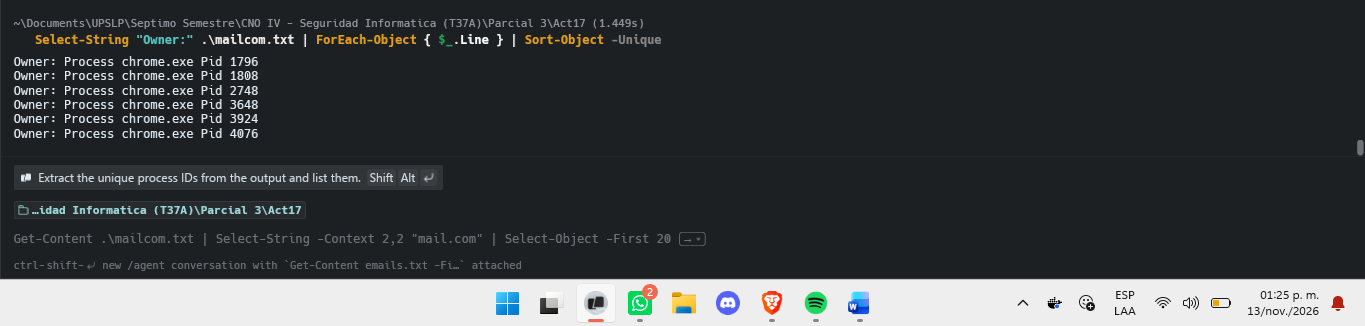 ~\Documents\UPSLP\Septimo Semestre\CNO IV - Seguridad Informatica (T37A)\Parcial 3\Act17 (1.449s)
Select-String "Owner:" .\mailcom.txt | ForEach-Object { $_.Line } | Sort-Object -Unique
Owner: Process chrome.exe Pid 1796
Owner: Process chrome.exe Pid 1808
Owner: Process chrome.exe Pid 2748
Owner: Process chrome.exe Pid 3648
Owner: Process chrome.exe Pid 3924
Owner: Process chrome.exe Pid 4076
Extract the unique process IDs from the output and list them. Shift Alt ⏎
…idad Informatica (T37A)\Parcial 3\Act17
Get-Content .\mailcom.txt | Select-String -Context 2,2 "mail.com" | Select-Object -First 20 →
ctrl-shift-⏎ new /agent conversation with `Get-Content emails.txt -Fi…` attached
2
W
ESP
LAA
01:25 p. m.
13/nov./2026